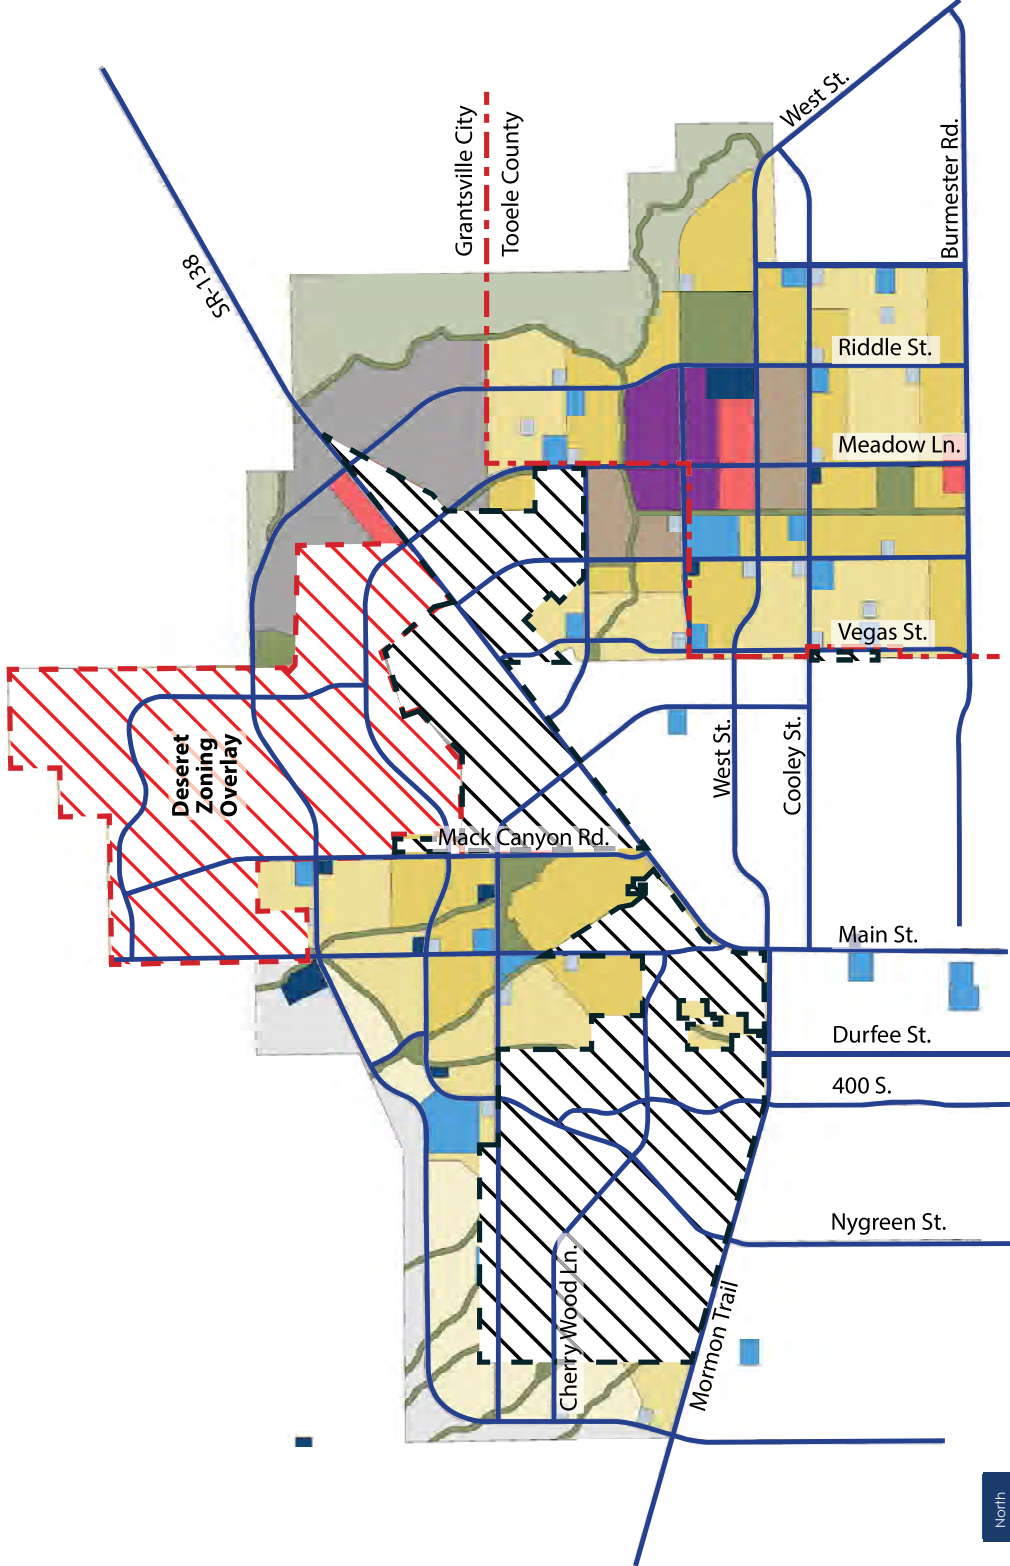 West St.
Burmester Rd.
Grantsville City
Tooele County
SR-138
Riddle St.
Meadow Ln.
Vegas St.
West St.
Cooley St.
Deseret
Zoning
Overlay
Mack Canyon Rd.
Main St.
Durfee St.
400 S.
Nygreen St.
Cherry Wood Ln.
Mormon Trail
North